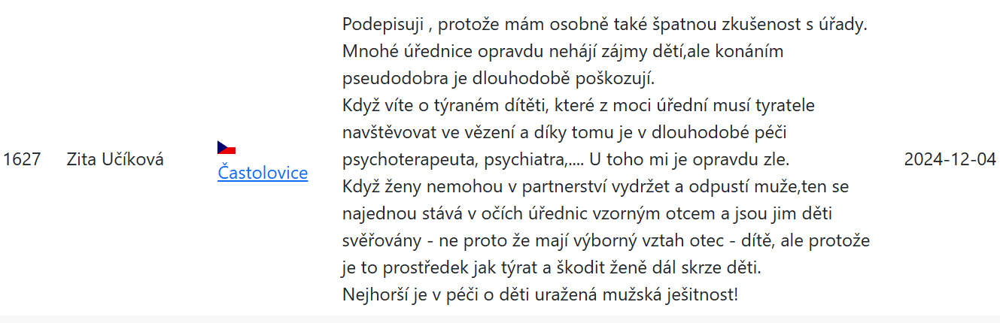 Podepisuji , protože mám osobně také špatnou zkušenost s úřady.
Mnohé úřednice opravdu nehájí zájmy dětí,ale konáním
pseudodobra je dlouhodobě poškozují.
Když víte o týraném dítěti, které z moci úřední musí tyratele
navštěvovat ve vězení a díky tomu je v dlouhodobé péči
1627 Zita Učíková Častolovice psychoterapeuta, psychiatra,.... U toho mi je opravdu zle. 2024-12-04
Když ženy nemohou v partnerství vydržet a odpustí muže,ten se
najednou stává v očích úřednic vzorným otcem a jsou jim děti
svěřovány - ne proto že mají výborný vztah otec - dítě, ale protože
je to prostředek jak týrat a škodit ženě dál skrze děti.
Nejhorší je v péči o děti uražená mužská ješitnost!